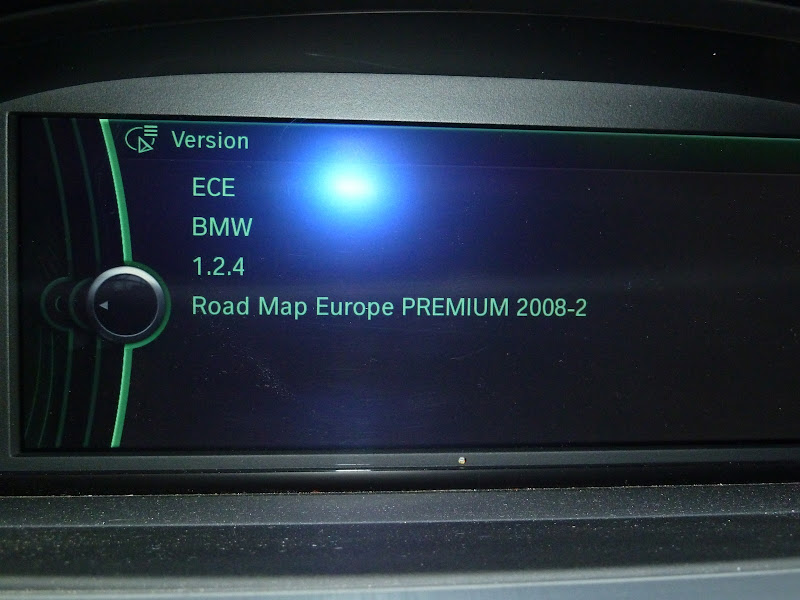 Version
ECE
BMW
1.2.4
Road Map Europe PREMIUM 2008-2